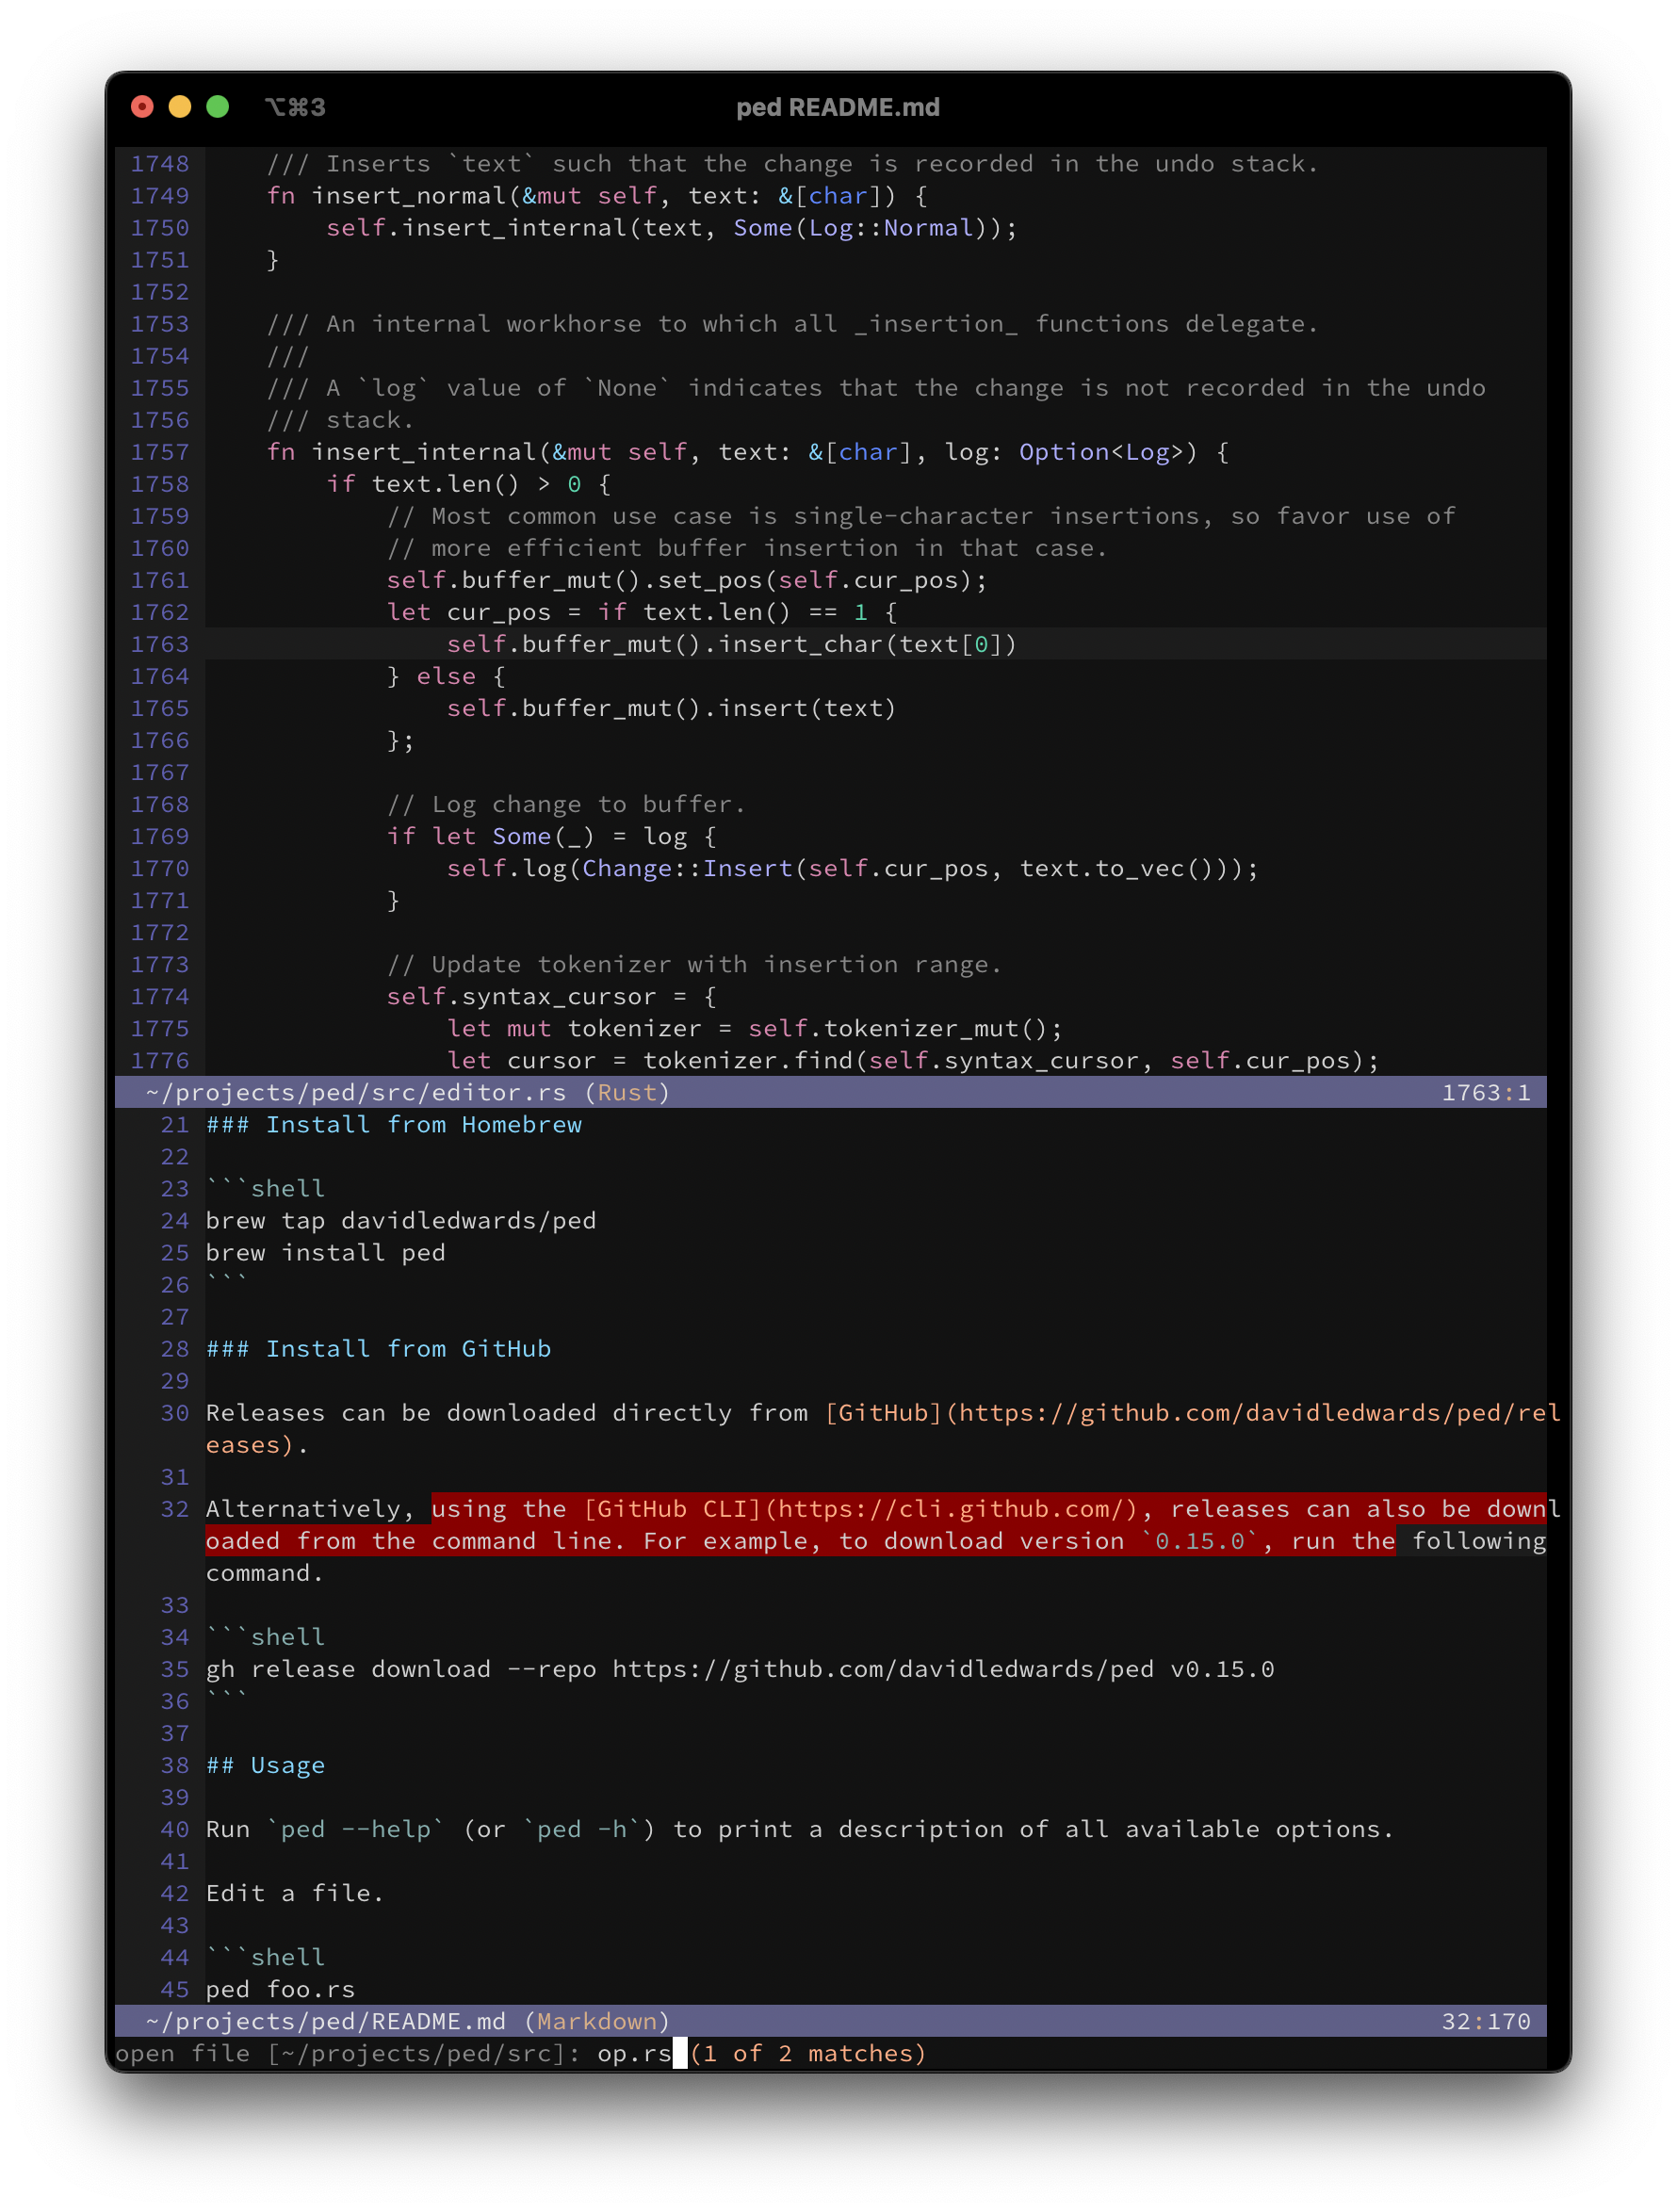 ⌥⌘3 ped README.md
1748     /// Inserts `text` such that the change is recorded in the undo stack.
1749     fn insert_normal(&mut self, text: &[char]) {
1750         self.insert_internal(text, Some(Log::Normal));
1751     }
1752
1753     /// An internal workhorse to which all _insertion_ functions delegate.
1754     ///
1755     /// A `log` value of `None` indicates that the change is not recorded in the undo
1756     /// stack.
1757     fn insert_internal(&mut self, text: &[char], log: Option<Log>) {
1758         if text.len() > 0 {
1759             // Most common use case is single-character insertions, so favor use of
1760             // more efficient buffer insertion in that case.
1761             self.buffer_mut().set_pos(self.cur_pos);
1762             let cur_pos = if text.len() == 1 {
1763                 self.buffer_mut().insert_char(text[0])
1764             } else {
1765                 self.buffer_mut().insert(text)
1766             };
1767
1768             // Log change to buffer.
1769             if let Some(_) = log {
1770                 self.log(Change::Insert(self.cur_pos, text.to_vec()));
1771             }
1772
1773             // Update tokenizer with insertion range.
1774             self.syntax_cursor = {
1775                 let mut tokenizer = self.tokenizer_mut();
1776                 let cursor = tokenizer.find(self.syntax_cursor, self.cur_pos);
~/projects/ped/src/editor.rs (Rust) 1763:1
21 ### Install from Homebrew
22
23 ```shell
24 brew tap davidledwards/ped
25 brew install ped
26 ```
27
28 ### Install from GitHub
29
30 Releases can be downloaded directly from [GitHub](https://github.com/davidledwards/ped/rel
eases).
31
32 Alternatively, using the [GitHub CLI](https://cli.github.com/), releases can also be downl
oaded from the command line. For example, to download version `0.15.0`, run the following
command.
33
34 ```shell
35 gh release download --repo https://github.com/davidledwards/ped v0.15.0
36 ```
37
38 ## Usage
39
40 Run `ped --help` (or `ped -h`) to print a description of all available options.
41
42 Edit a file.
43
44 ```shell
45 ped foo.rs
~/projects/ped/README.md (Markdown) 32:170
open file [~/projects/ped/src]: op.rs (1 of 2 matches)